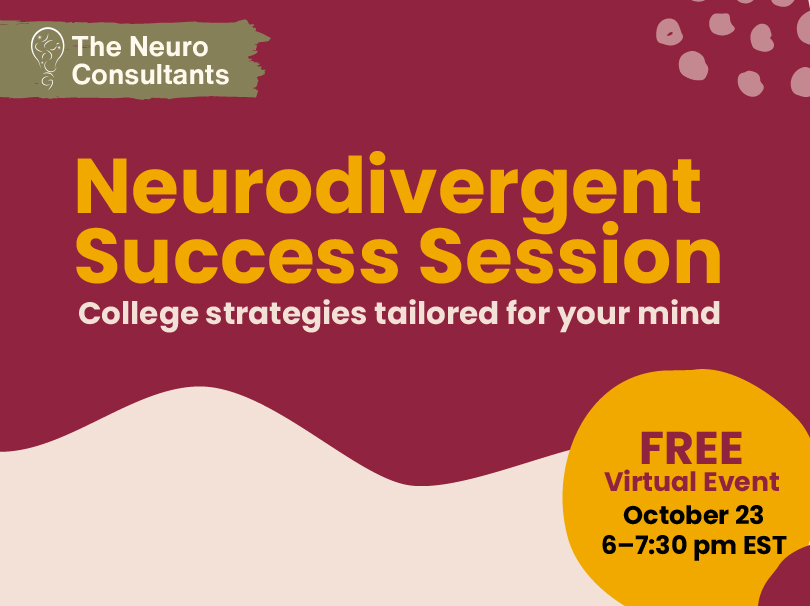 The Neuro
Consultants
Neurodivergent
Success Session
College strategies tailored for your mind
FREE
Virtual Event
October 23
6–7:30 pm EST